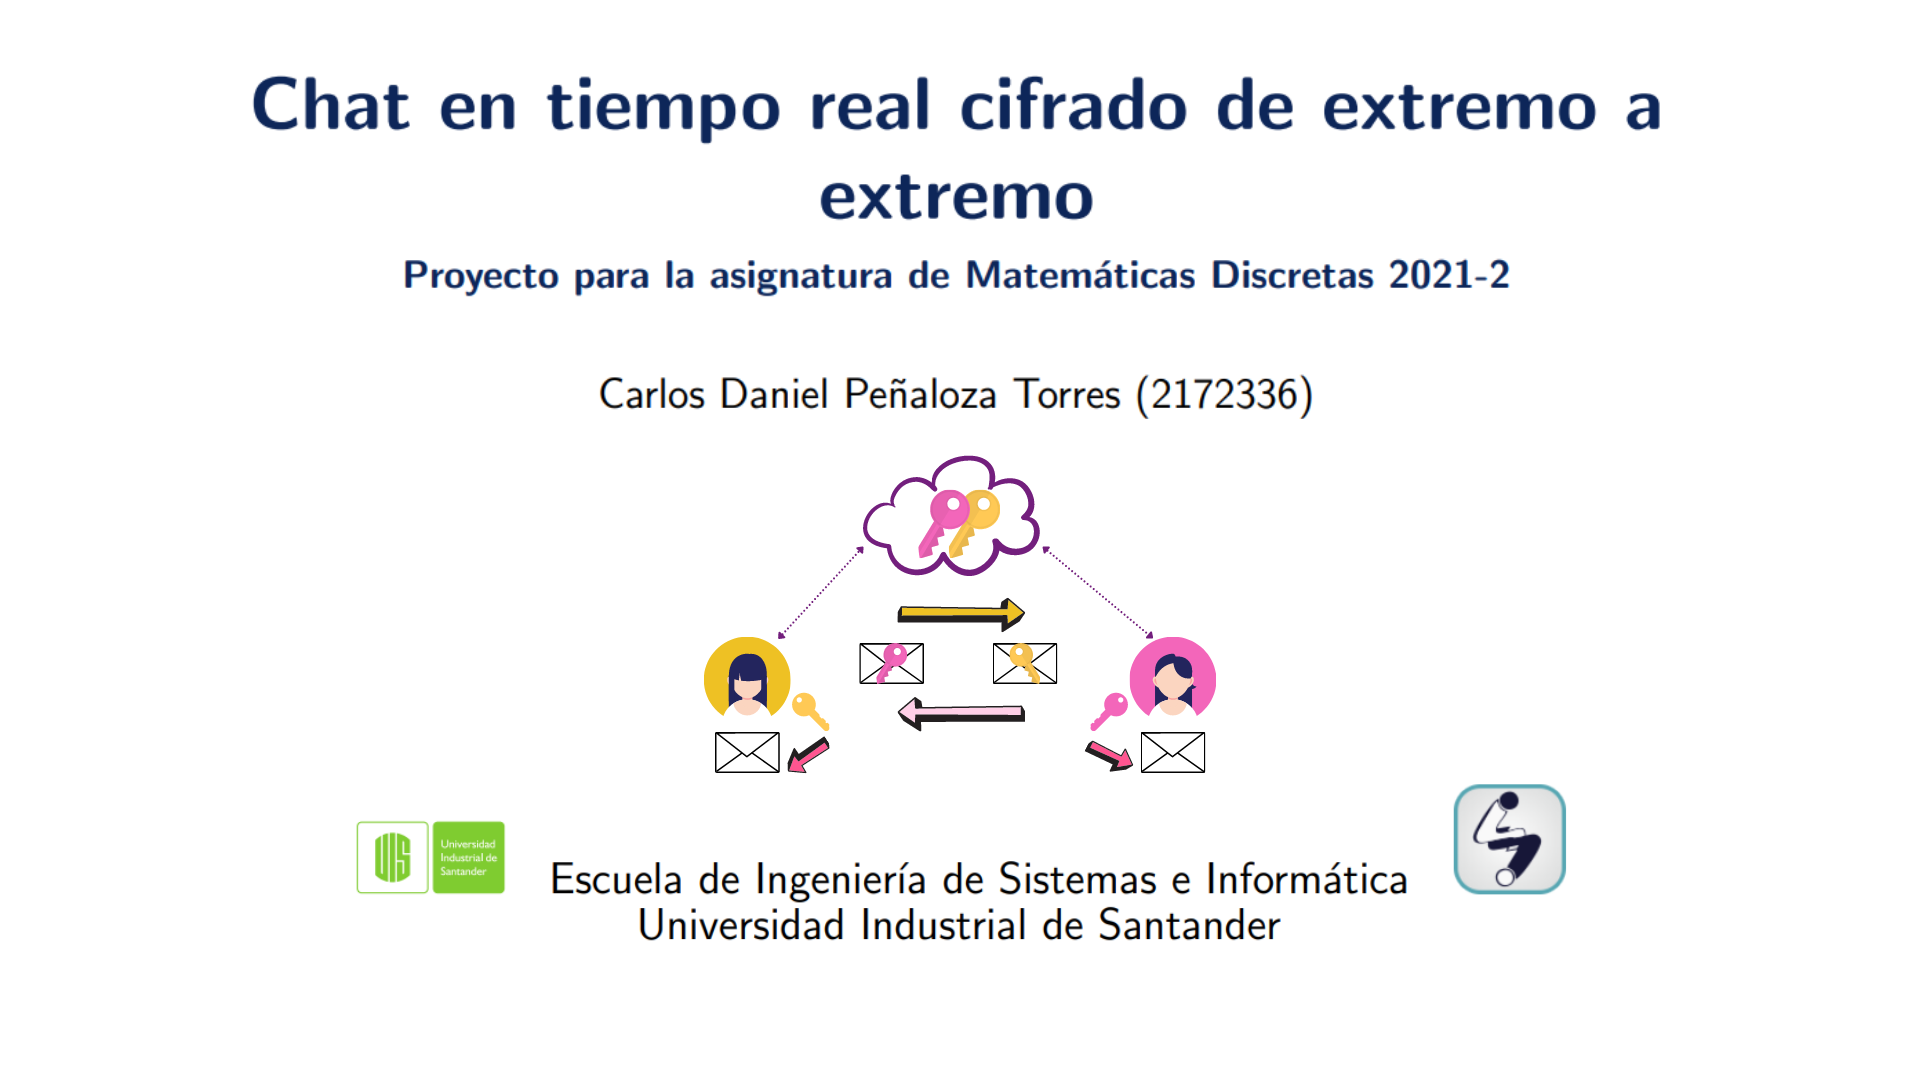 Chat en tiempo real cifrado de extremo a
extremo
Proyecto para la asignatura de Matemáticas Discretas 2021-2
Carlos Daniel Peñaloza Torres (2172336)
UIS
Universidad
Industrial de
Santander
Escuela de Ingeniería de Sistemas e Informática
Universidad Industrial de Santander